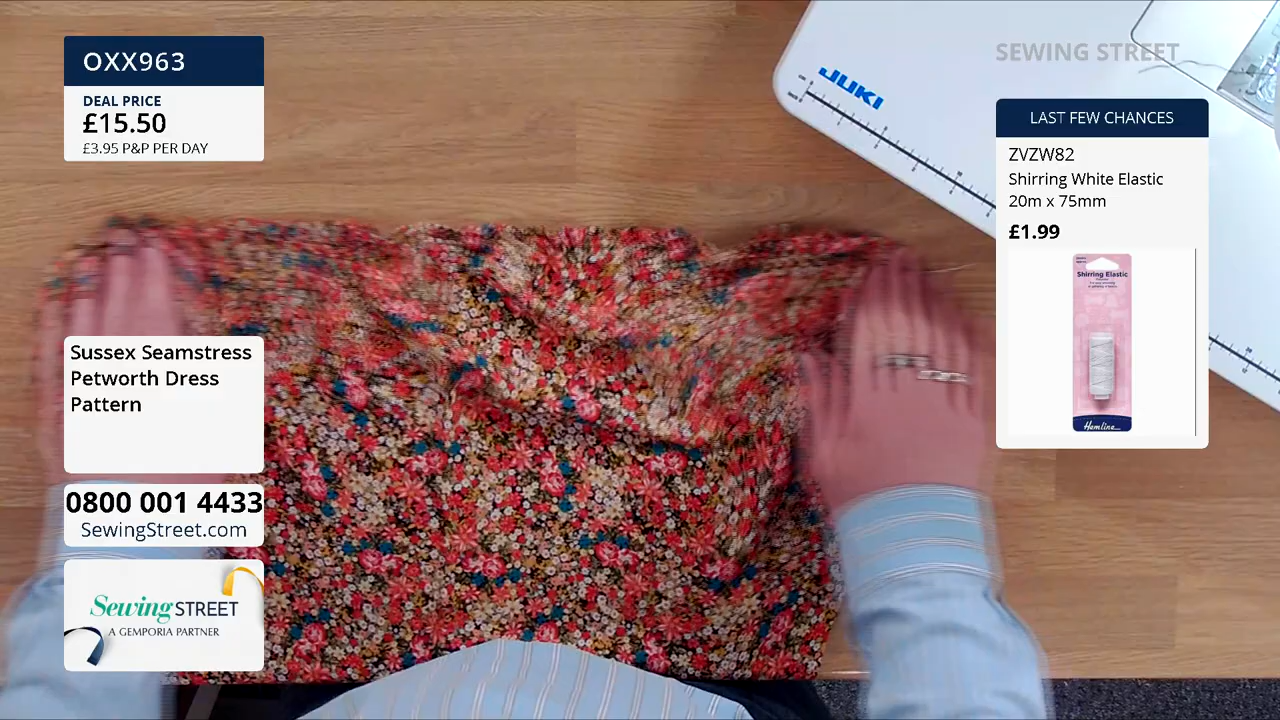 OXX963
DEAL PRICE
£15.50
£3.95 P&P PER DAY
Sussex Seamstress
Petworth Dress
Pattern
0800 001 4433
SewingStreet.com
Sewing STREET
A GEMPORIA PARTNER
JUKI
SEWING STREET
LAST FEW CHANCES
ZVZW82
Shirring White Elastic
20m x 75mm
£1.99
Shirring Elastic
Hemline